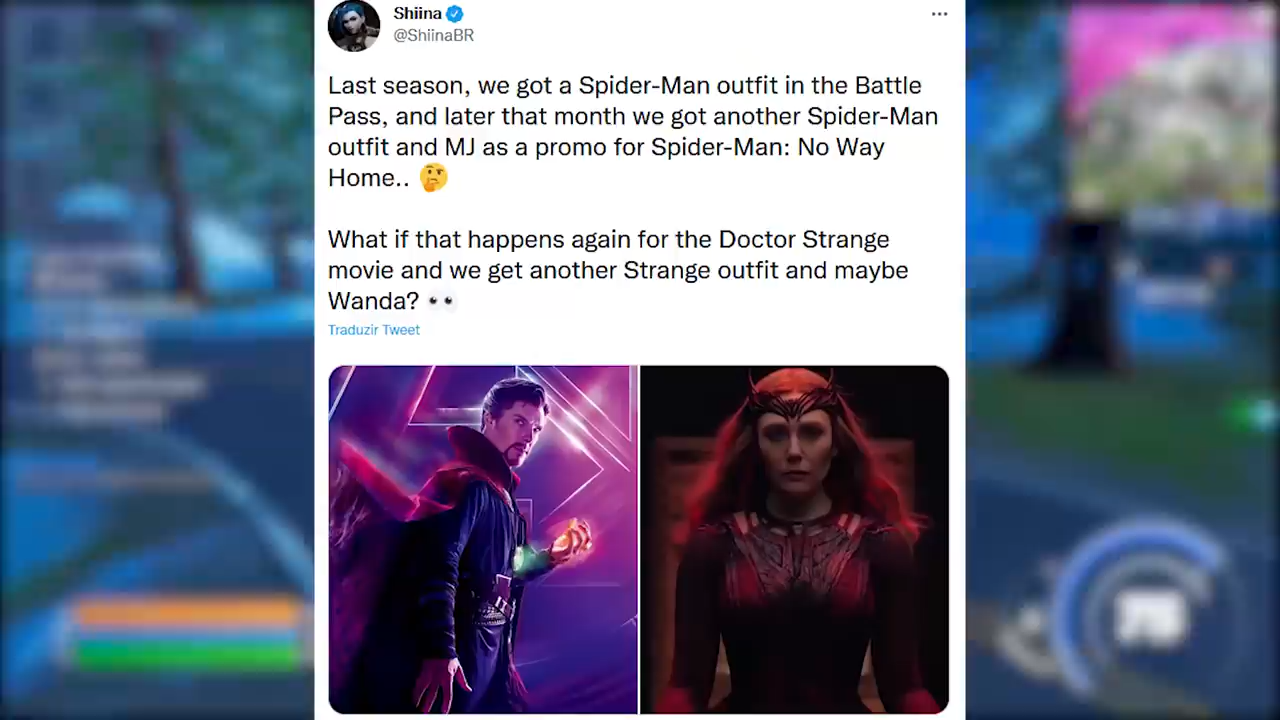 Shiina
@ShiinaBR
Last season, we got a Spider-Man outfit in the Battle
Pass, and later that month we got another Spider-Man
outfit and MJ as a promo for Spider-Man: No Way
Home.. 🤔
What if that happens again for the Doctor Strange
movie and we get another Strange outfit and maybe
Wanda? 👀
Traduzir Tweet